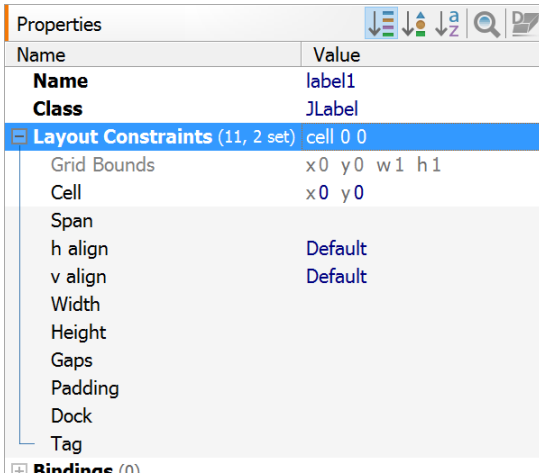 Properties
Name Value
Name label1
Class JLabel
Layout Constraints (11, 2 set) cell 0 0
Grid Bounds x 0 y 0 w 1 h 1
Cell x 0 y 0
Span
h align Default
v align Default
Width
Height
Gaps
Padding
Dock
Tag
Bindings (0)